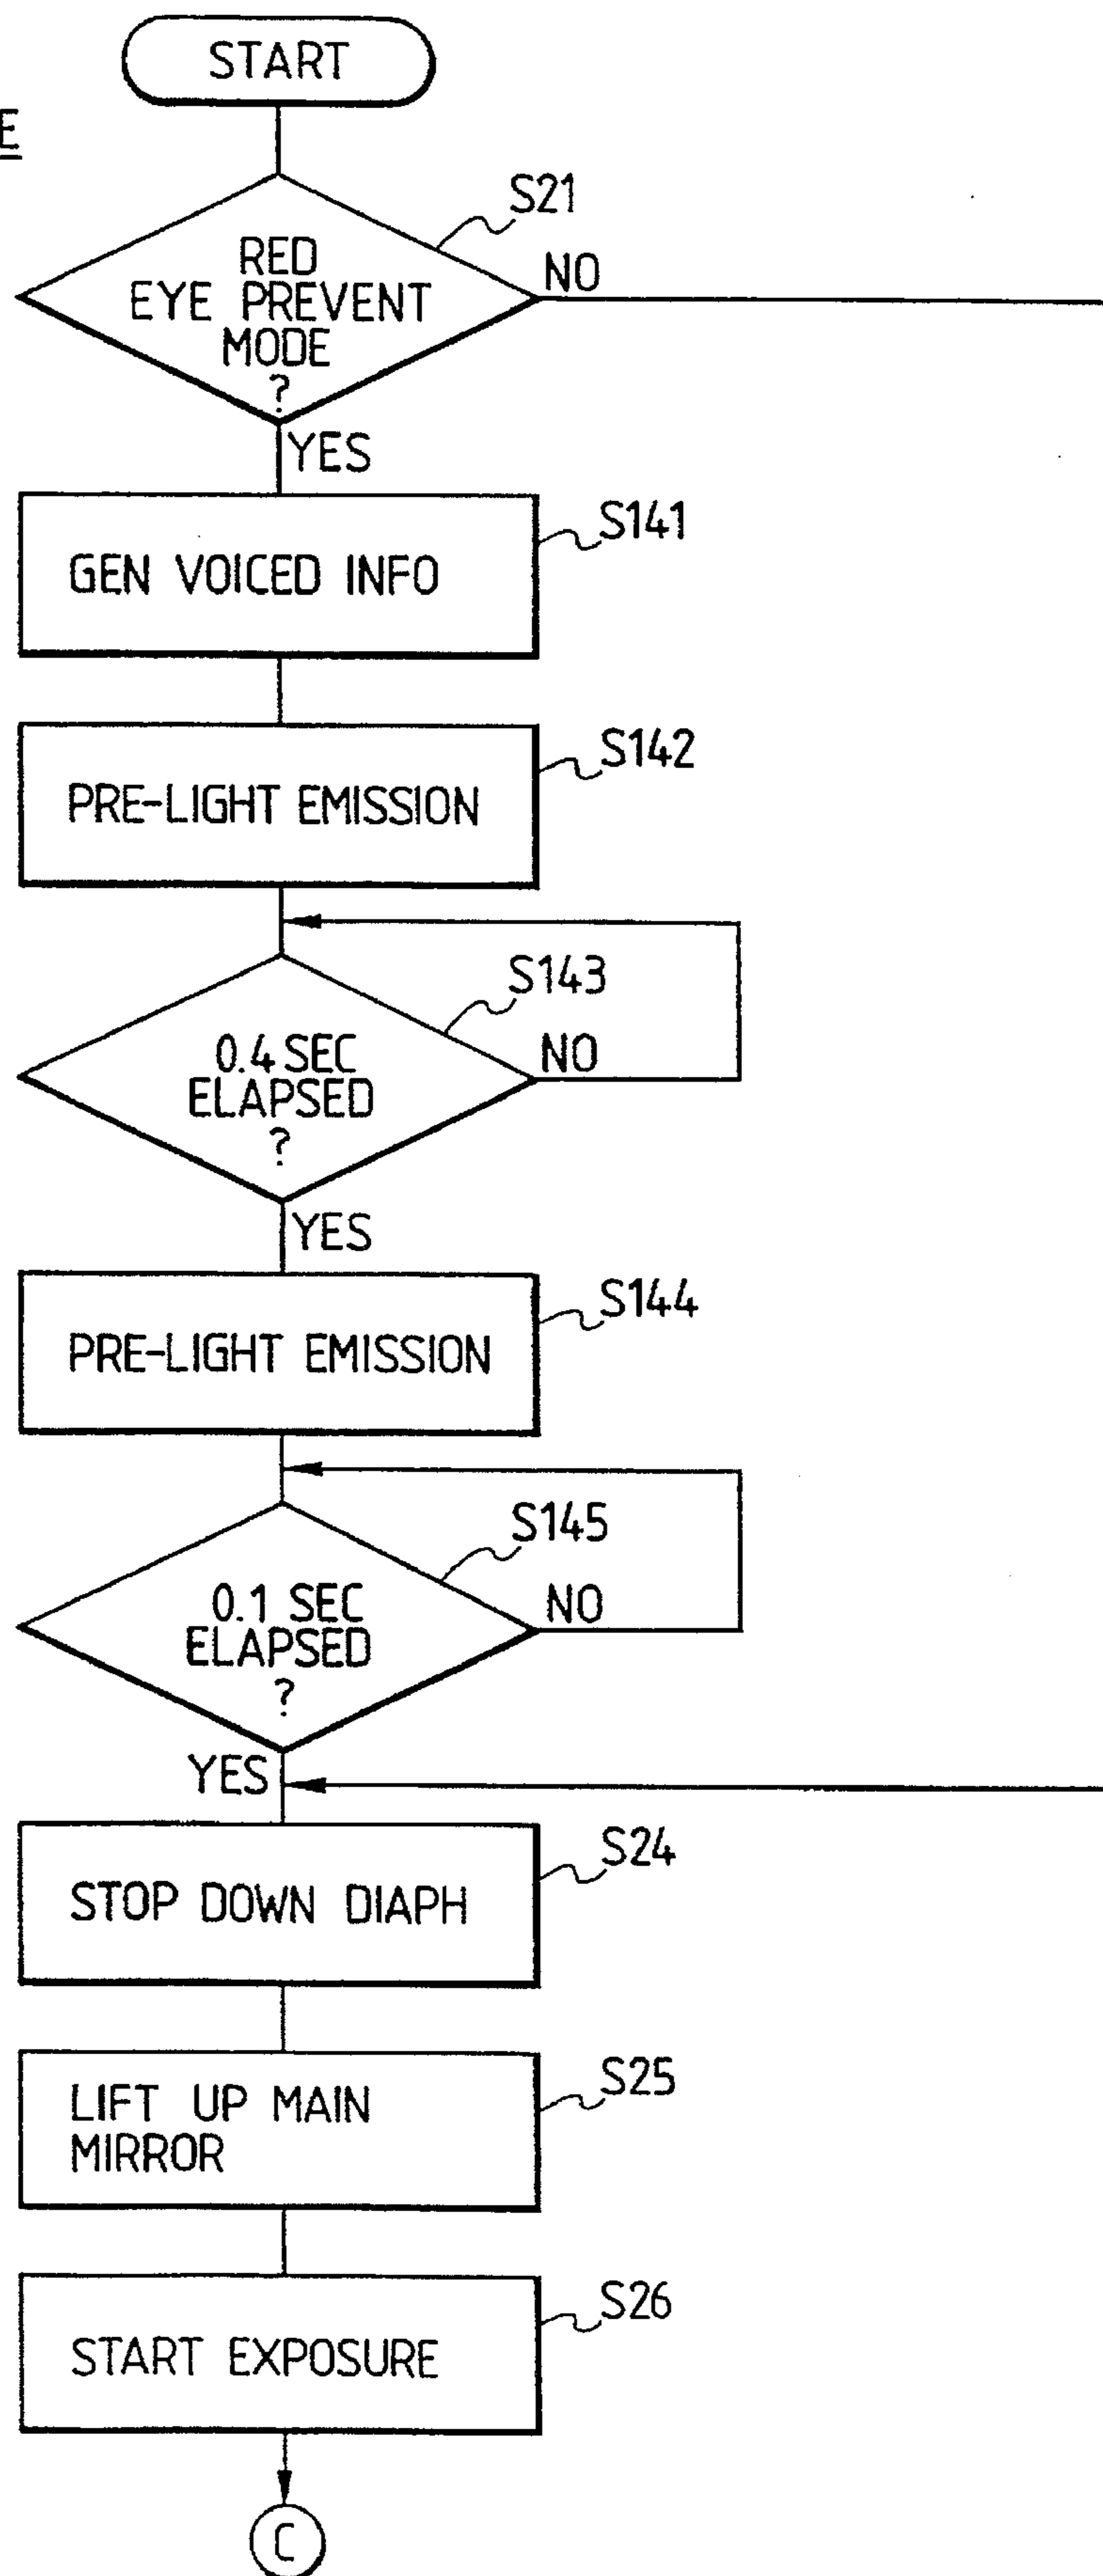 START
E
S21
RED
EYE PREVENT
MODE
?
NO
YES
S141
GEN VOICED INFO
S142
PRE-LIGHT EMISSION
S143
0.4 SEC
ELAPSED
?
NO
YES
S144
PRE-LIGHT EMISSION
S145
0.1 SEC
ELAPSED
?
NO
YES
S24
STOP DOWN DIAPH
S25
LIFT UP MAIN
MIRROR
S26
START EXPOSURE
C